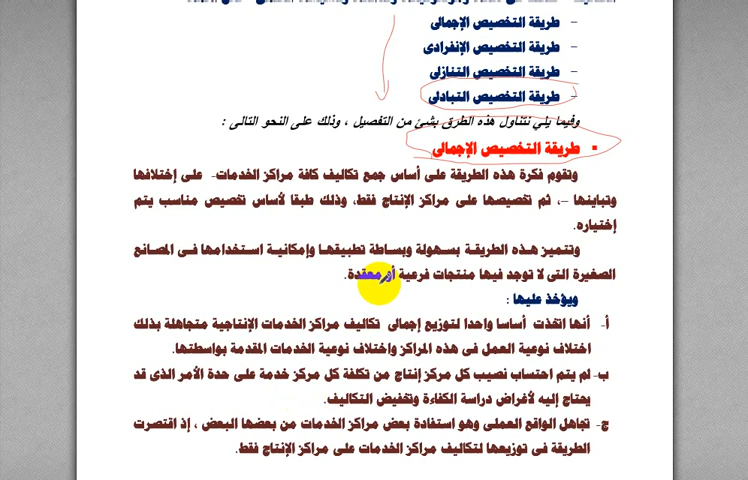 - طريقة التخصيص الإجمالى
- طريقة التخصيص الإنفرادى
- طريقة التخصيص التنازلى
- طريقة التخصيص التبادلى
وفيما يلي نتناول هذه الطرق بشئ من التفصيل ، وذلك على النحو التالى :
▪ طريقة التخصيص الإجمالى
وتقوم فكرة هذه الطريقة على أساس جمع تكاليف كافة مراكز الخدمات- على إختلافها
وتباينها –، ثم تخصيصها على مراكز الإنتاج فقط، وذلك طبقا لأساس تخصيص مناسب يتم
إختياره.
وتتميز هذه الطريقة بسهولة وبساطة تطبيقها وإمكانية استخدامها فى المصانع
الصغيرة التى لا توجد فيها منتجات فرعية أو معقدة.
ويؤخذ عليها :
أ- أنها اتخذت أساسا واحدا لتوزيع إجمالى تكاليف مراكز الخدمات الإنتاجية متجاهلة بذلك
اختلاف نوعية العمل فى هذه المراكز واختلاف نوعية الخدمات المقدمة بواسطتها.
ب- لم يتم احتساب نصيب كل مركز إنتاج من تكلفة كل مركز خدمة على حدة الأمر الذى قد
يحتاج إليه لأغراض دراسة الكفاءة وتخفيض التكاليف.
ج- تجاهل الواقع العملى وهو استفادة بعض مراكز الخدمات من بعضها البعض ، إذ اقتصرت
الطريقة فى توزيعها لتكاليف مراكز الخدمات على مراكز الإنتاج فقط.